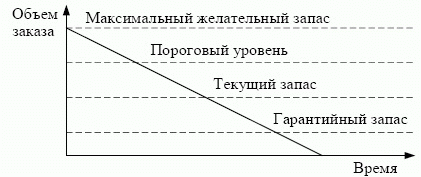 Объем
заказа
Максимальный желательный запас
Пороговый уровень
Текущий запас
Гарантийный запас
Время